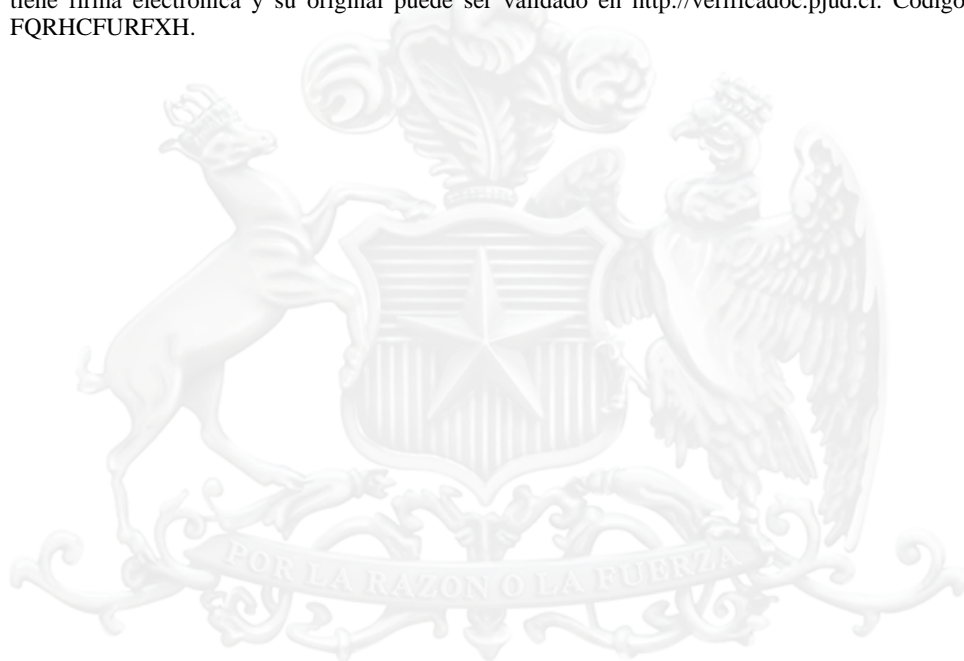 tiene firma electrónica y su original puede ser validado en http://verificadoc.pjud.cl. Código:
FQRHCFURFXH.
POR LA RAZON O LA FUERZA